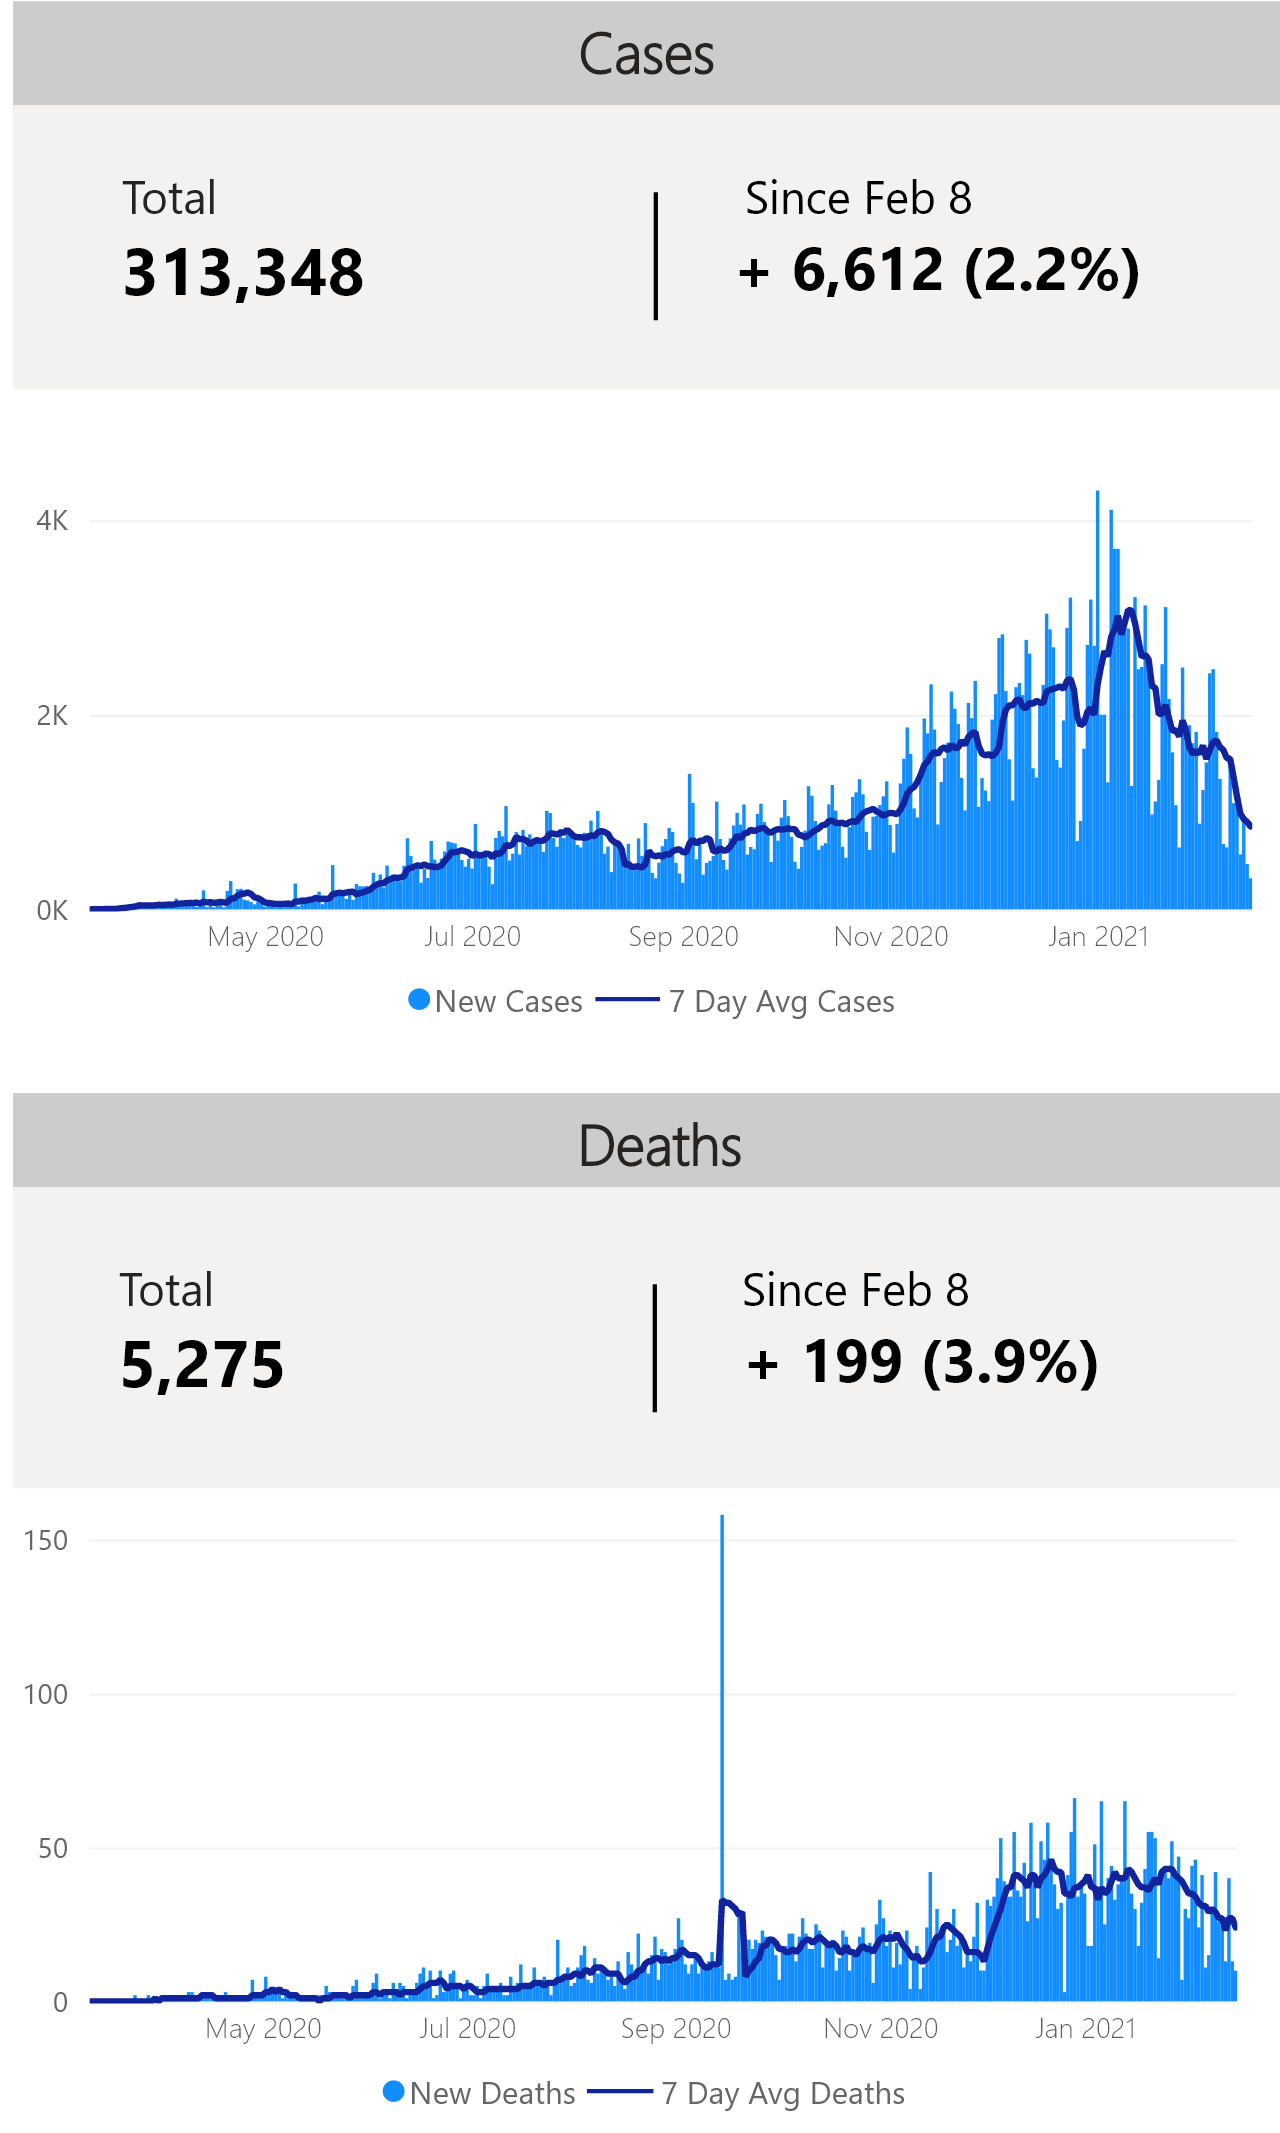 Cases
Total
Since Feb 8
313,348
+ 6,612 (2.2%)
4K
2K
0K
May 2020
Jul 2020
Sep 2020
Nov 2020
Jan 2021
New Cases
7 Day Avg Cases
Deaths
Total
Since Feb 8
5,275
+ 199 (3.9%)
150
100
50
0
May 2020
Jul 2020
Sep 2020
Nov 2020
Jan 2021
New Deaths
7 Day Avg Deaths